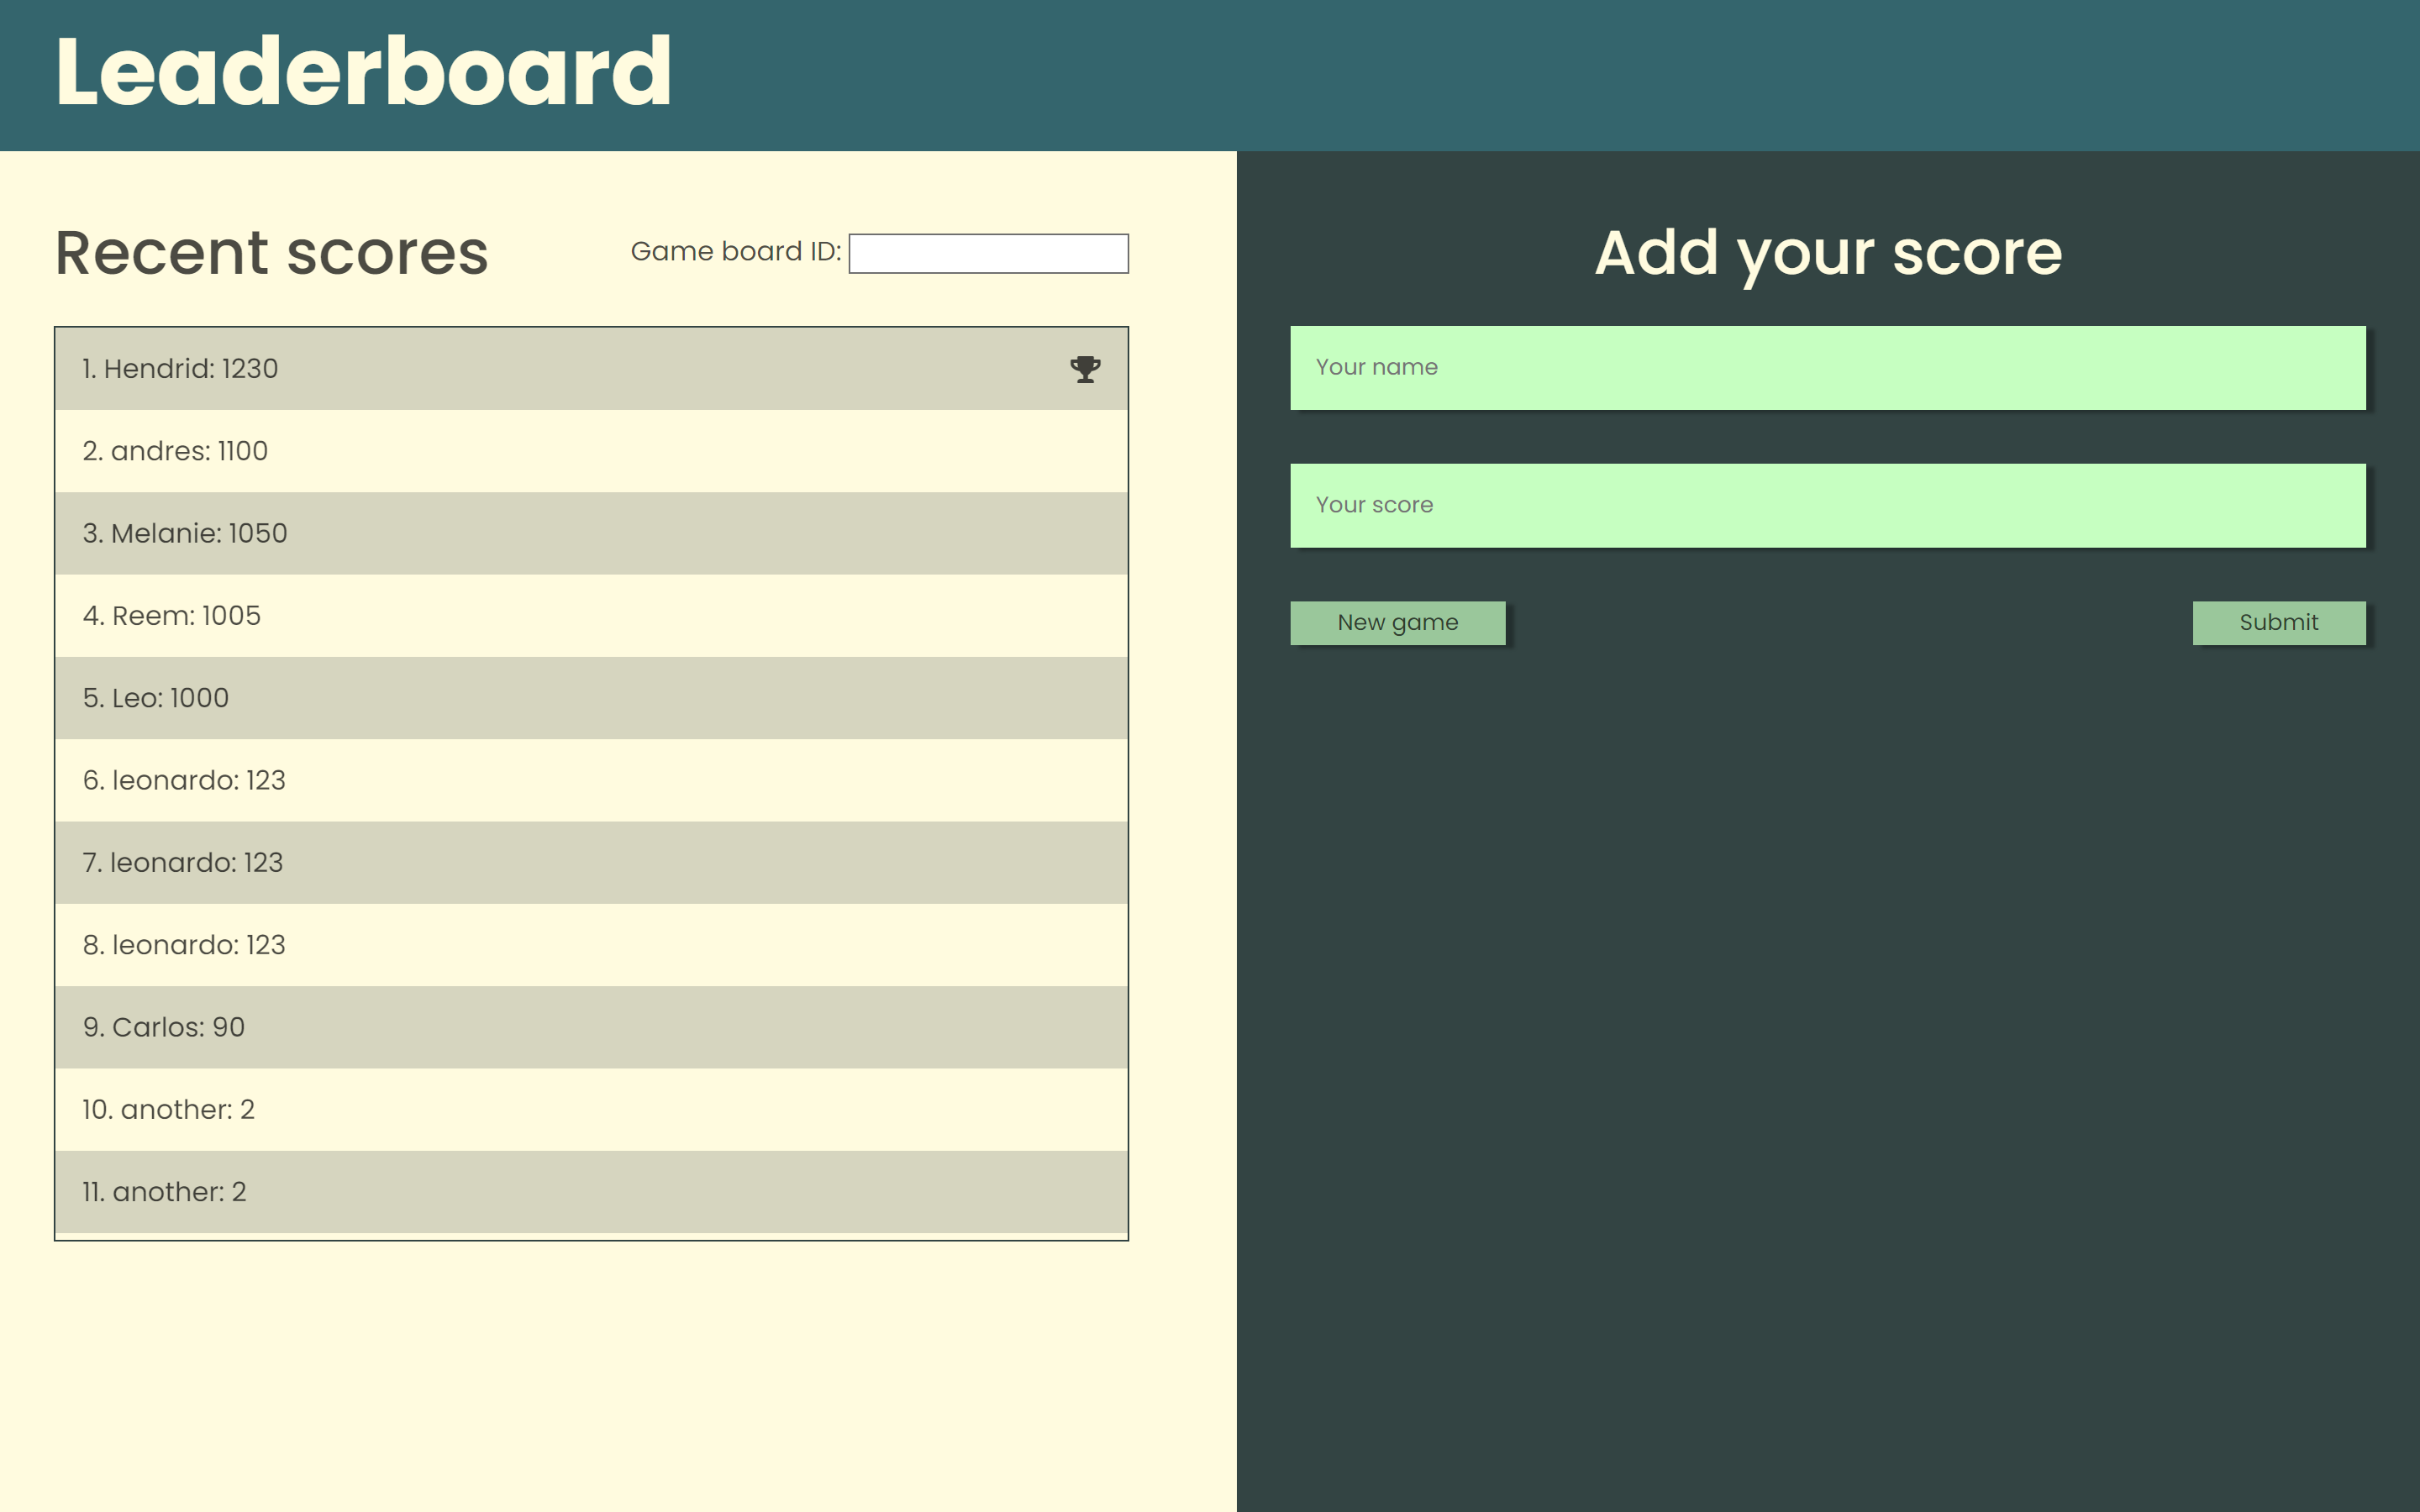 Leaderboard
Recent scores
Game board ID:
1. Hendrid: 1230
2. andres: 1100
3. Melanie: 1050
4. Reem: 1005
5. Leo: 1000
6. leonardo: 123
7. leonardo: 123
8. leonardo: 123
9. Carlos: 90
10. another: 2
11. another: 2
Add your score
Your name
Your score
New game
Submit